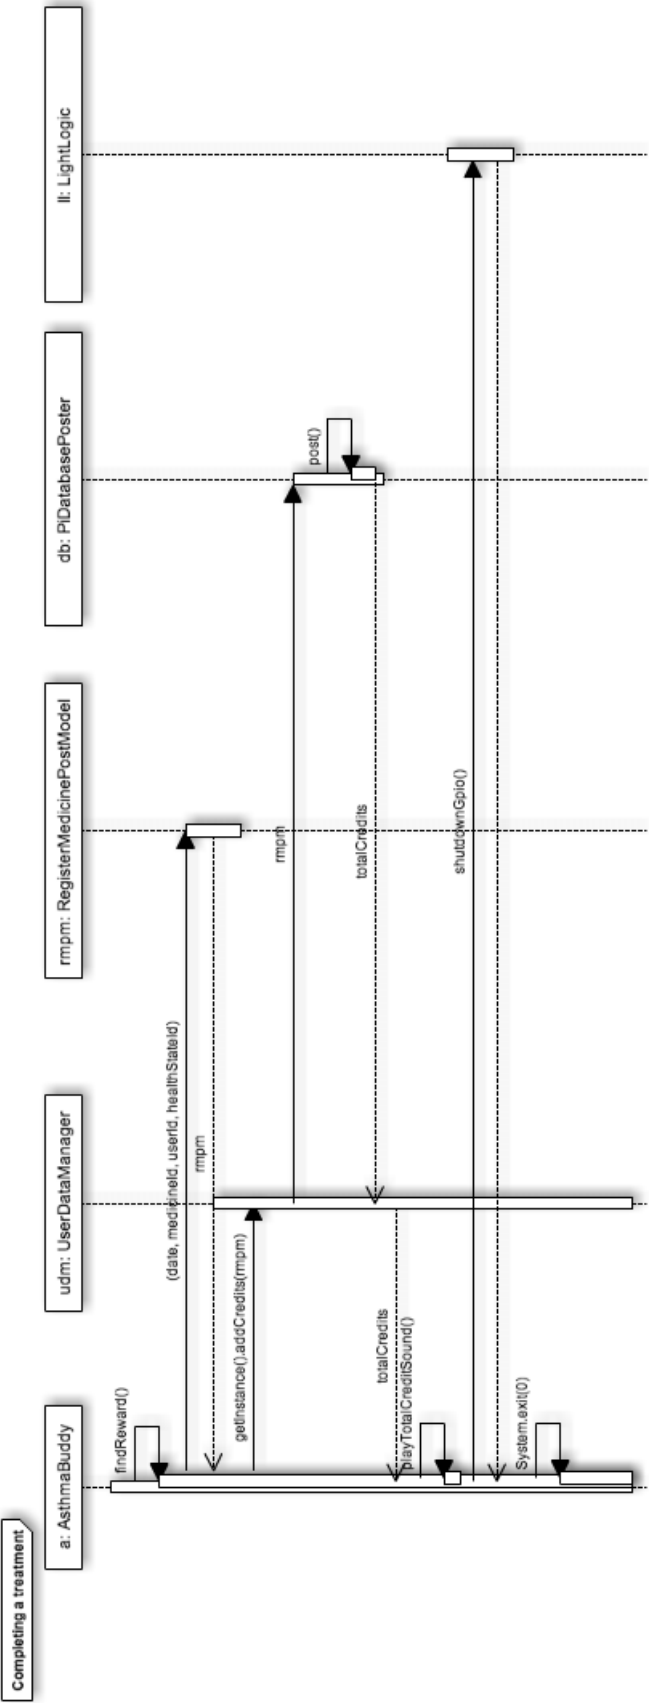 Completing a treatment
a: AsthmaBuddy
udm: UserDataManager
rmpm: RegisterMedicinePostModel
db: PiDatabasePoster
ll: LightLogic
findReward()
(date, medicineId, userId, healthStateId)
rmpm
getInstance().addCredits(rmpm)
rmpm
post()
totalCredits
totalCredits
playTotalCreditSound()
shutdownGpio()
System.exit(0)